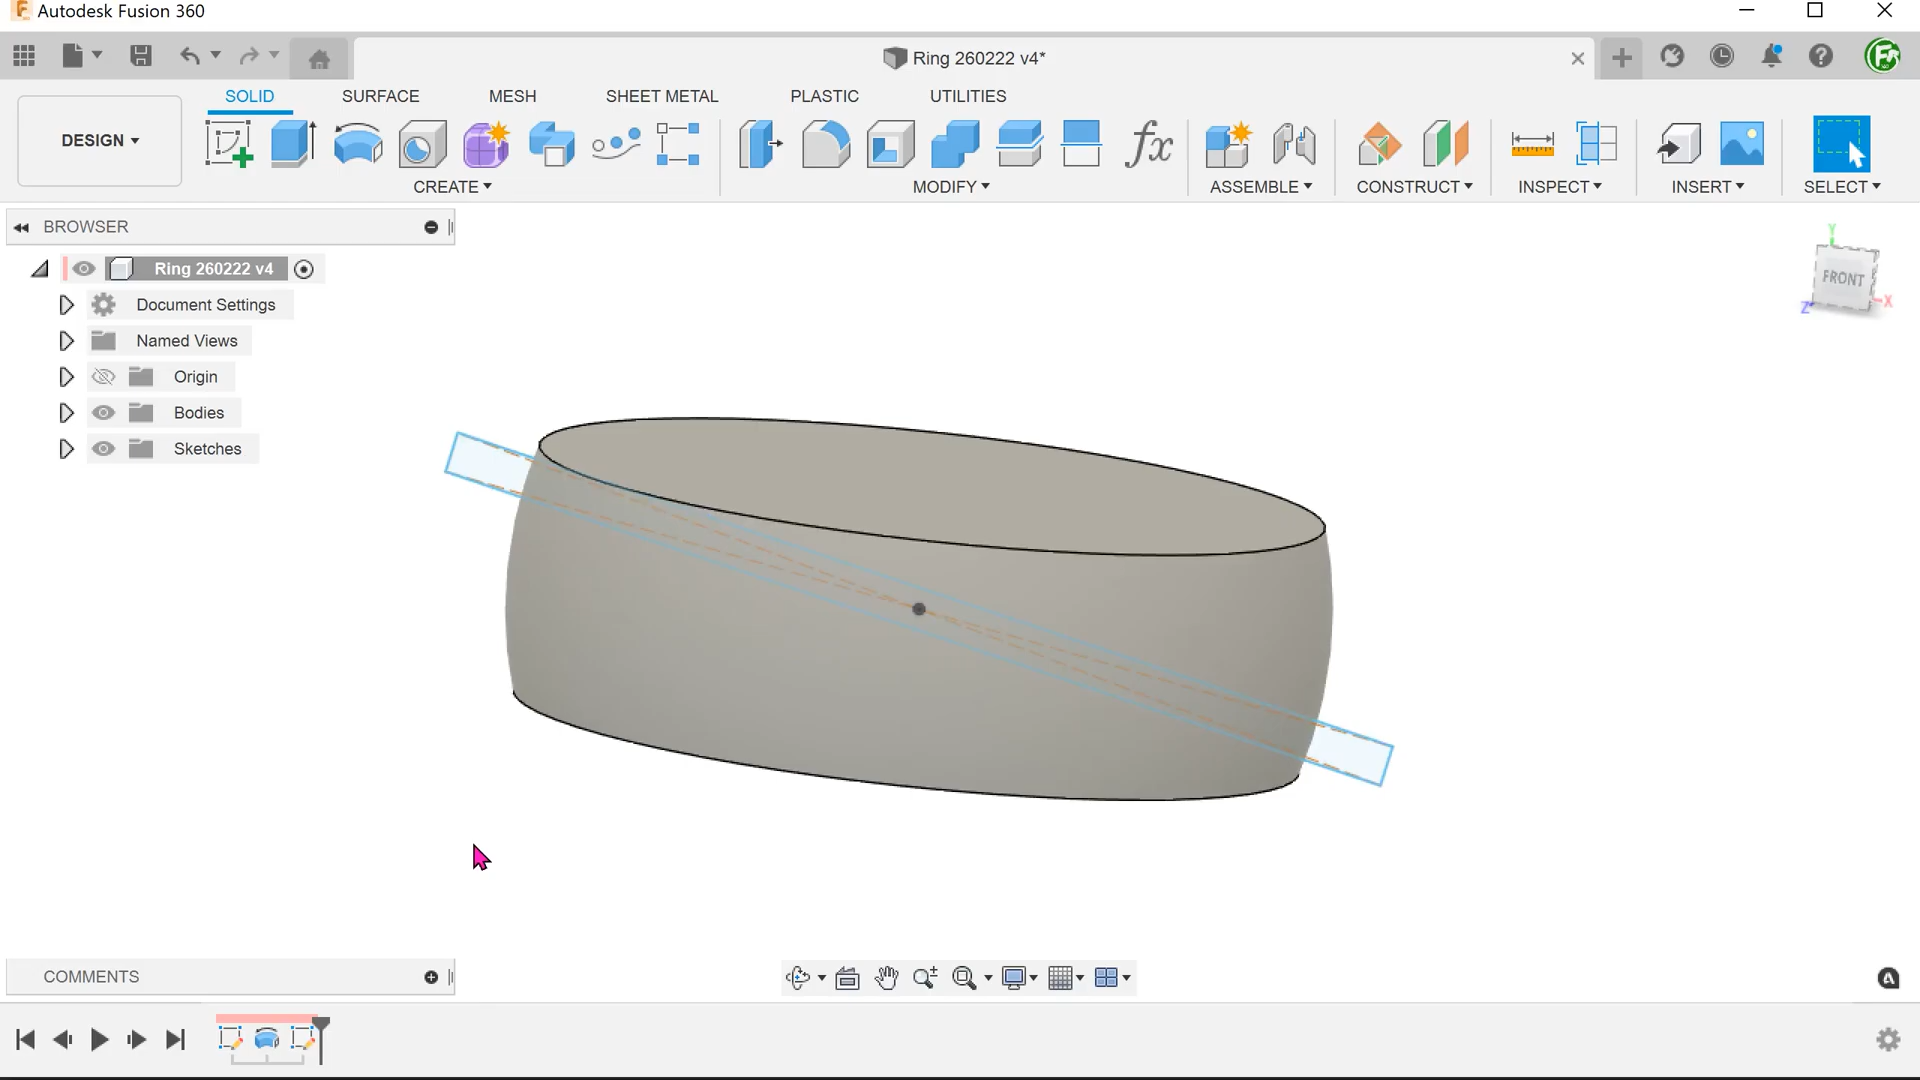 Autodesk Fusion 360
Ring 260222 v4*
SOLID SURFACE MESH SHEET METAL PLASTIC UTILITIES
DESIGN
fx
CREATE MODIFY ASSEMBLE CONSTRUCT INSPECT INSERT SELECT
BROWSER
Ring 260222 v4
Document Settings
Named Views
Origin
Bodies
Sketches
Y
FRONT
Z X
COMMENTS